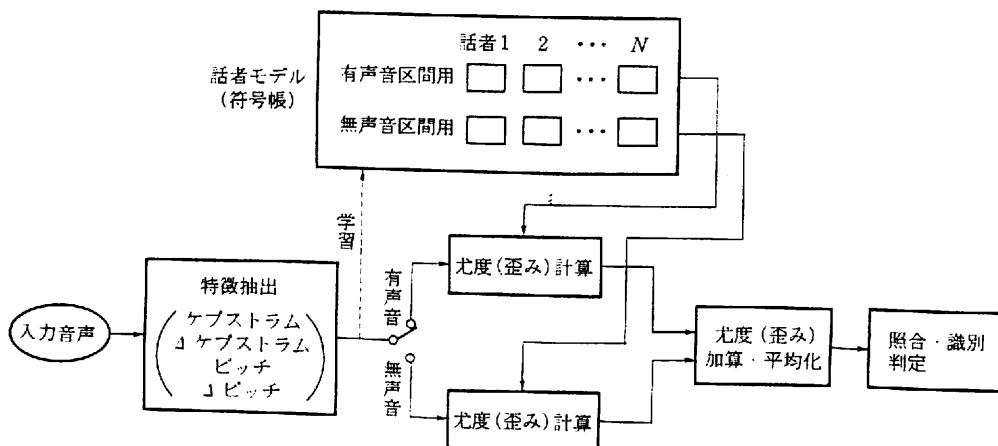 話者1 2 … N
話者モデル
(符号帳)
有声音区間用 …
無声音区間用 …
学習
特徴抽出
ケプストラム
⊿ケプストラム
ピッチ
⊿ピッチ
入力音声
有声音
無声音
尤度(歪み)計算
尤度(歪み)計算
尤度(歪み)
加算・平均化
照合・識別
判定